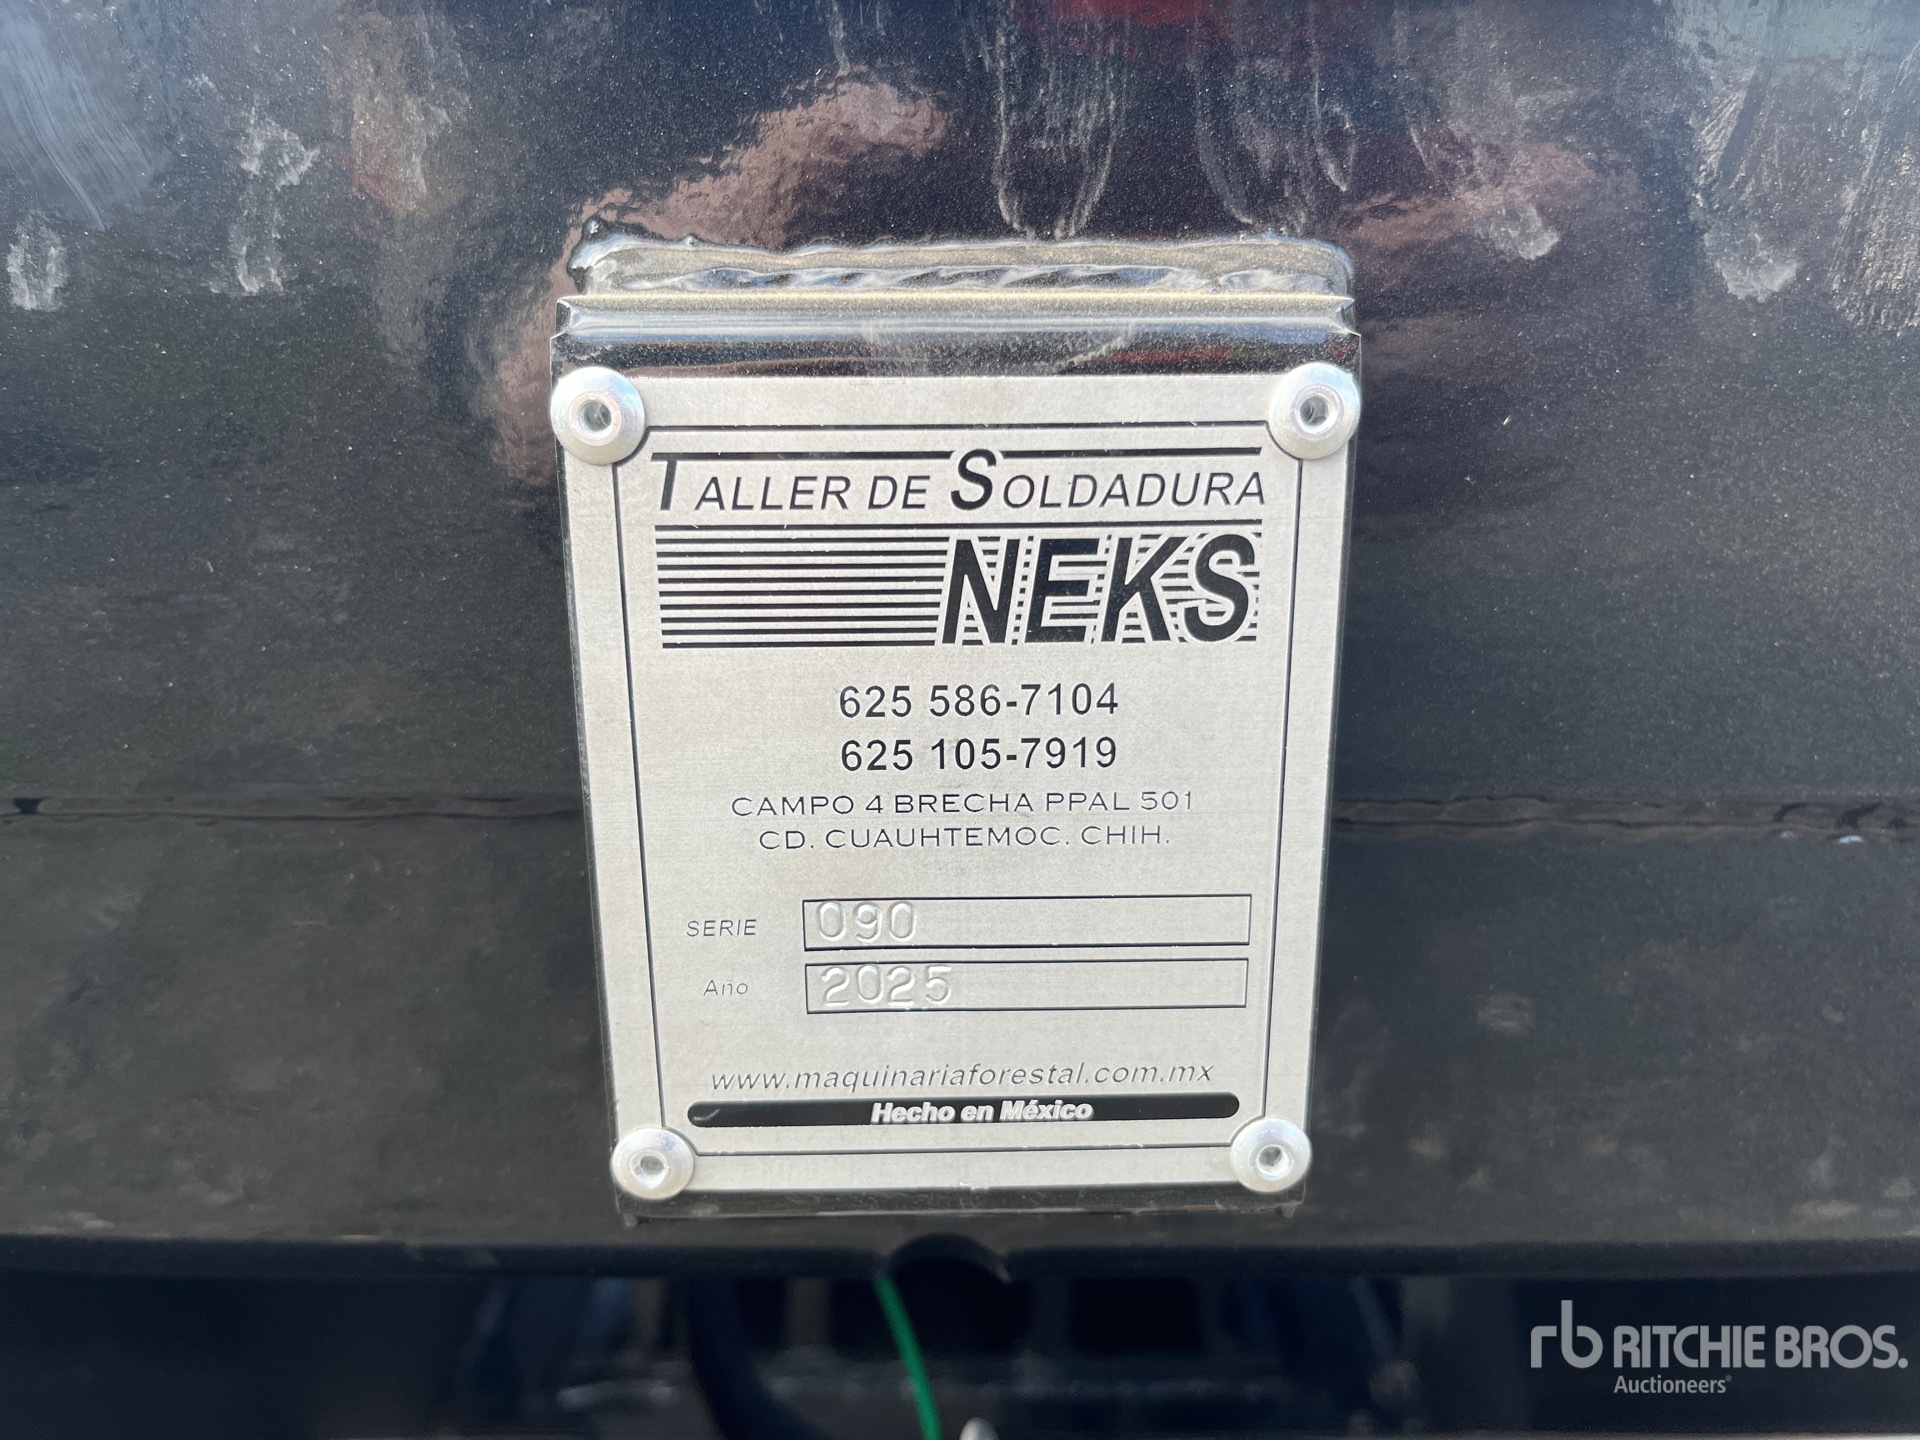 TALLER DE SOLDADURA
NEKS
625 586-7104
625 105-7919
CAMPO 4 BRECHA PPAL 501
CD. CUAUHTEMOC. CHIH.
SERIE 090
Año 2025
www.maquinariaforestal.com.mx
Hecho en México
rb RITCHIE BROS.
Auctioneers